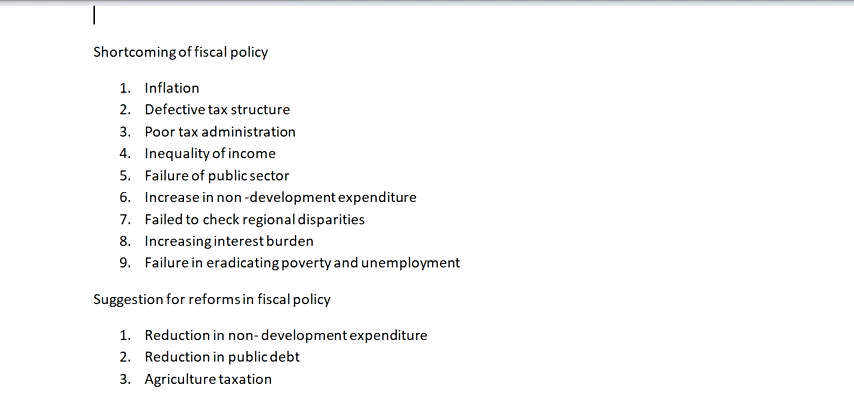 Shortcoming of fiscal policy
1. Inflation
2. Defective tax structure
3. Poor tax administration
4. Inequality of income
5. Failure of public sector
6. Increase in non -development expenditure
7. Failed to check regional disparities
8. Increasing interest burden
9. Failure in eradicating poverty and unemployment
Suggestion for reforms in fiscal policy
1. Reduction in non- development expenditure
2. Reduction in public debt
3. Agriculture taxation